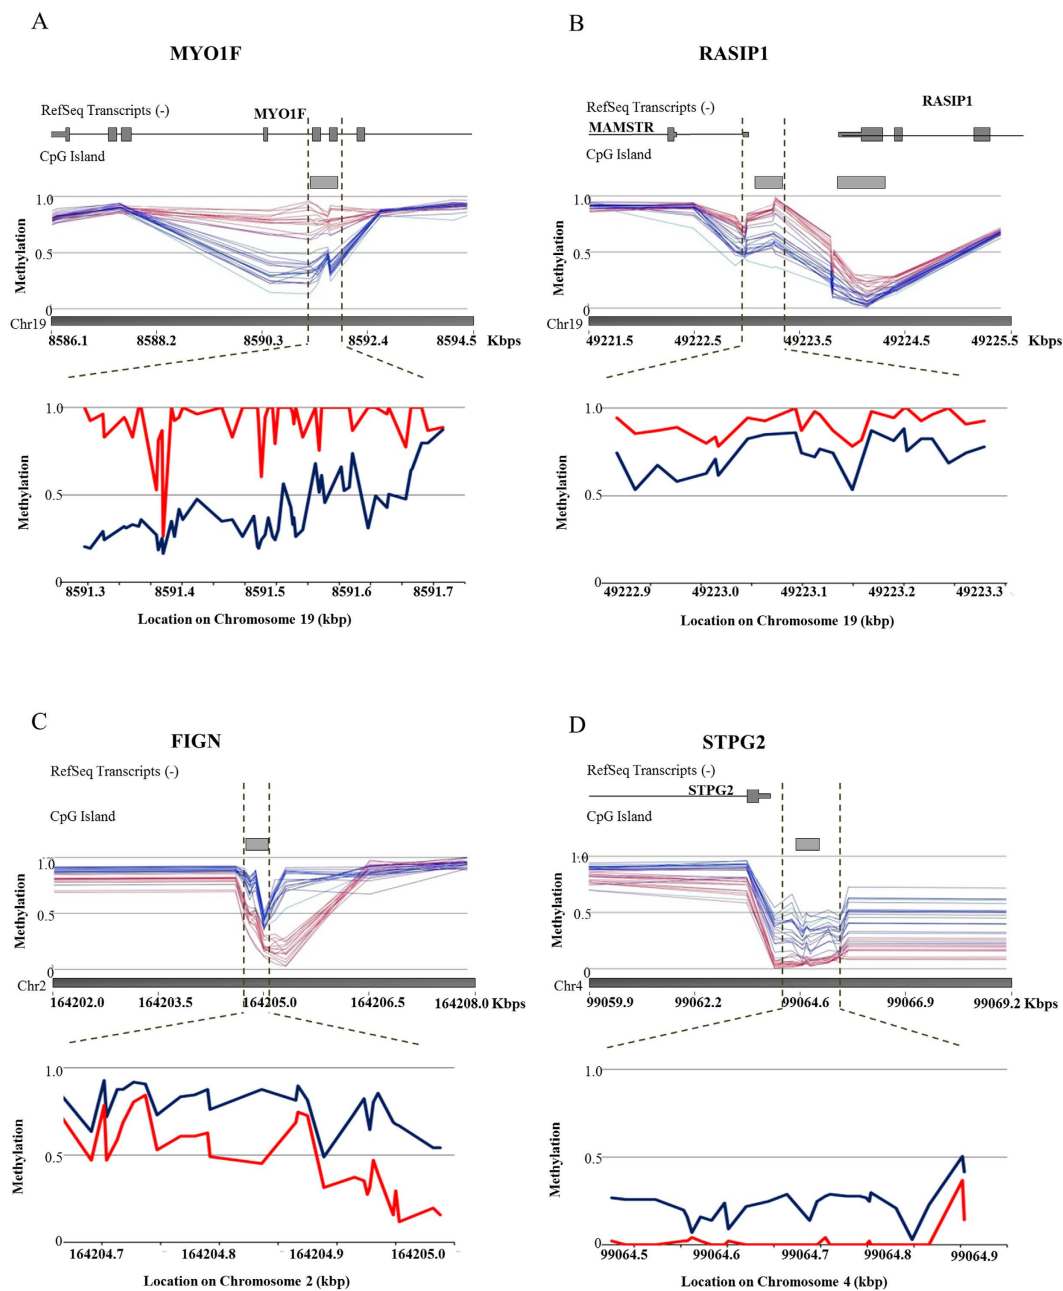 A
MYO1F
RefSeq Transcripts (-)
MYO1F
CpG Island
Methylation
1.0
0.5
0
Chr19
8586.1 8588.2 8590.3 8592.4 8594.5 Kbps
Methylation
1.0
0.5
0
8591.3 8591.4 8591.5 8591.6 8591.7
Location on Chromosome 19 (kbp)
B
RASIP1
RefSeq Transcripts (-)
RASIP1
MAMSTR
CpG Island
Methylation
1.0
0.5
0
Chr19
49221.5 49222.5 49223.5 49224.5 49225.5 Kbps
Methylation
1.0
0.5
0
49222.9 49223.0 49223.1 49223.2 49223.3
Location on Chromosome 19 (kbp)
C
FIGN
RefSeq Transcripts (-)
CpG Island
Methylation
1.0
0.5
0
Chr2
164202.0 164203.5 164205.0 164206.5 164208.0 Kbps
Methylation
1.0
0.5
0
164204.7 164204.8 164204.9 164205.0
Location on Chromosome 2 (kbp)
D
STPG2
RefSeq Transcripts (-)
STPG2
CpG Island
Methylation
1.0
0.5
0
Chr4
99059.9 99062.2 99064.6 99066.9 99069.2 Kbps
Methylation
1.0
0.5
0
99064.5 99064.6 99064.7 99064.8 99064.9
Location on Chromosome 4 (kbp)